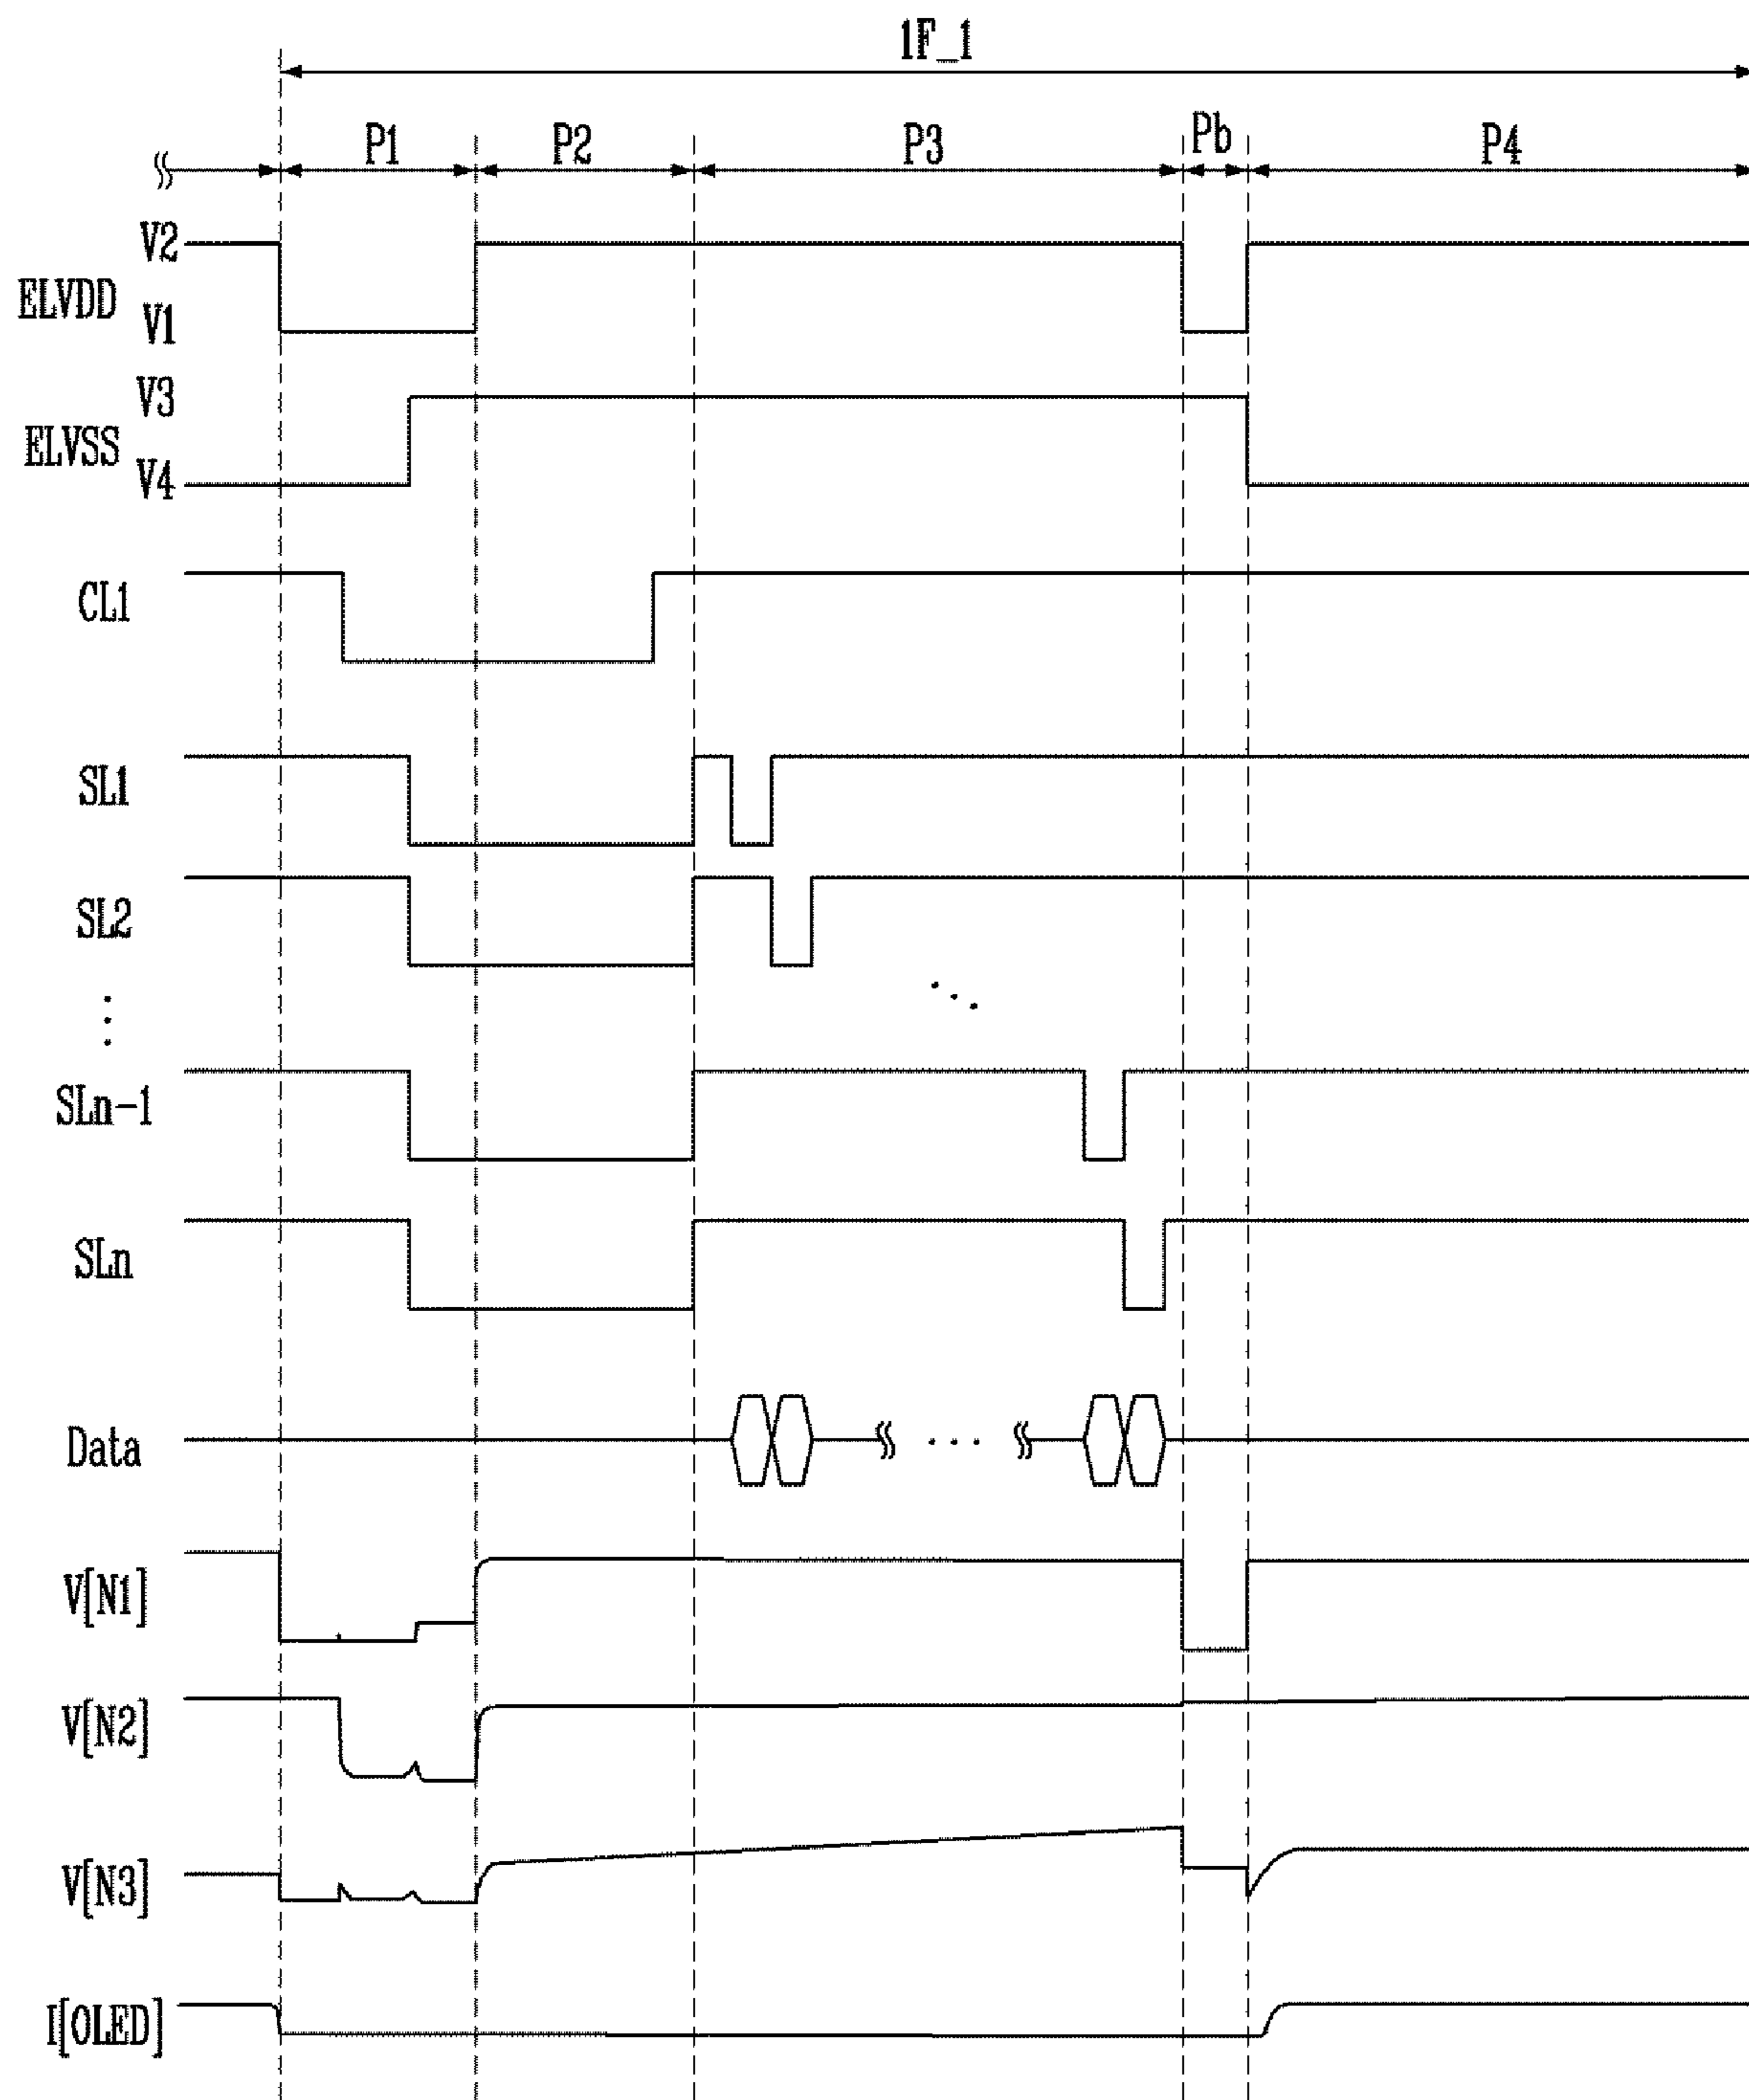 1F_1
P1 P2 P3 Pb P4
V2
ELVDD
V1
V3
ELVSS
V4
CL1
SL1
SL2
SLn-1
SLn
Data
V[N1]
V[N2]
V[N3]
I[OLED]